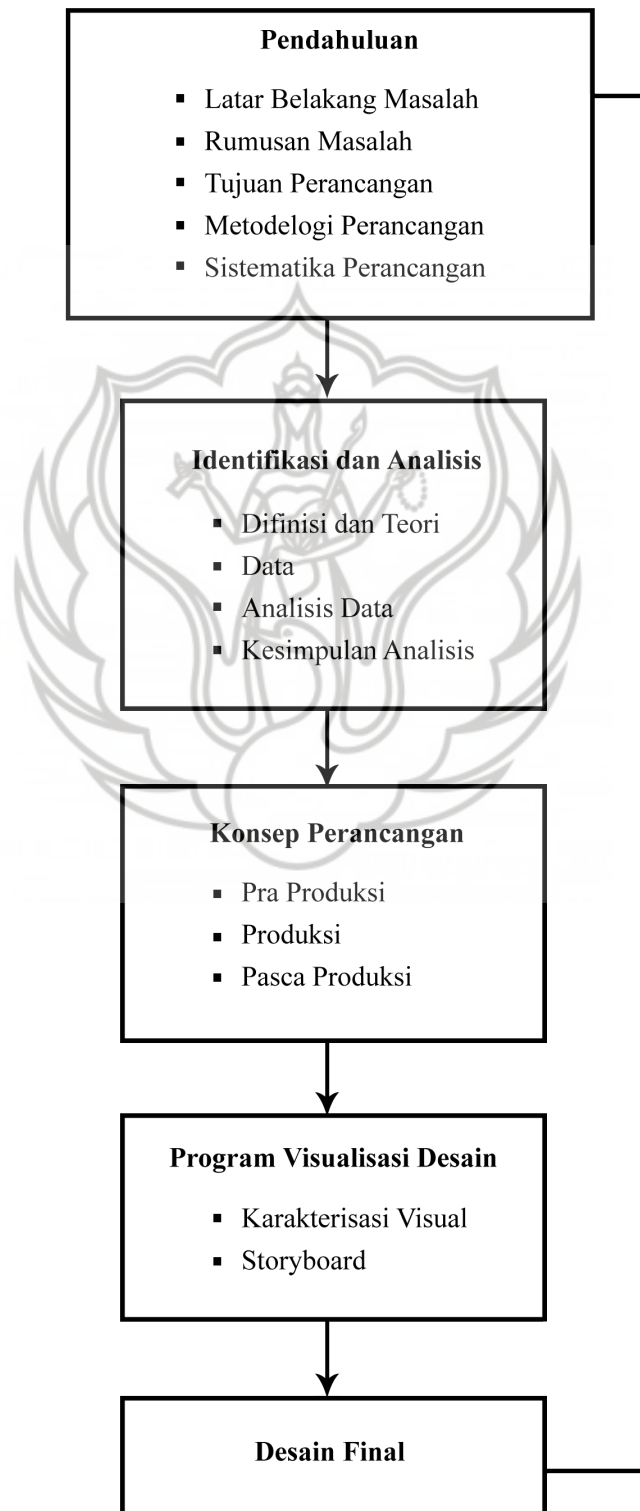 Pendahuluan
▪ Latar Belakang Masalah
▪ Rumusan Masalah
▪ Tujuan Perancangan
▪ Metodelogi Perancangan
▪ Sistematika Perancangan
Identifikasi dan Analisis
▪ Difinisi dan Teori
▪ Data
▪ Analisis Data
▪ Kesimpulan Analisis
Konsep Perancangan
▪ Pra Produksi
▪ Produksi
▪ Pasca Produksi
Program Visualisasi Desain
▪ Karakterisasi Visual
▪ Storyboard
Desain Final